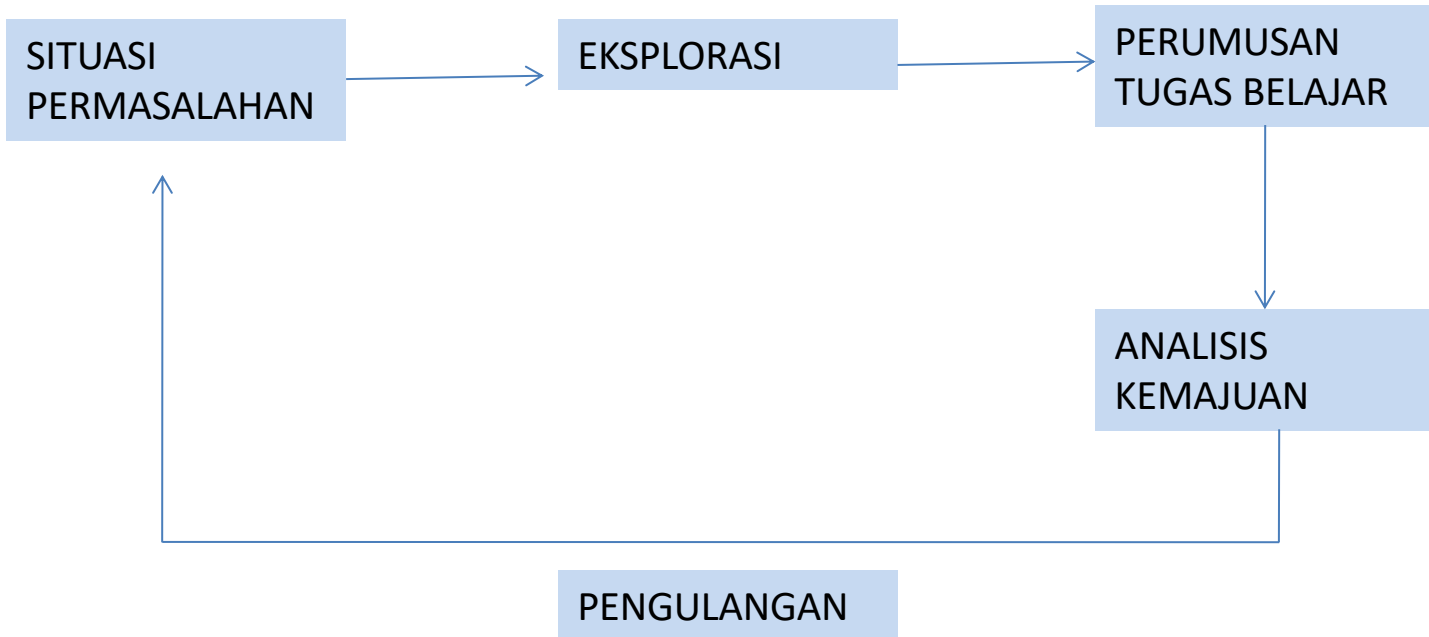 SITUASI
PERMASALAHAN
EKSPLORASI
PERUMUSAN
TUGAS BELAJAR
ANALISIS
KEMAJUAN
PENGULANGAN